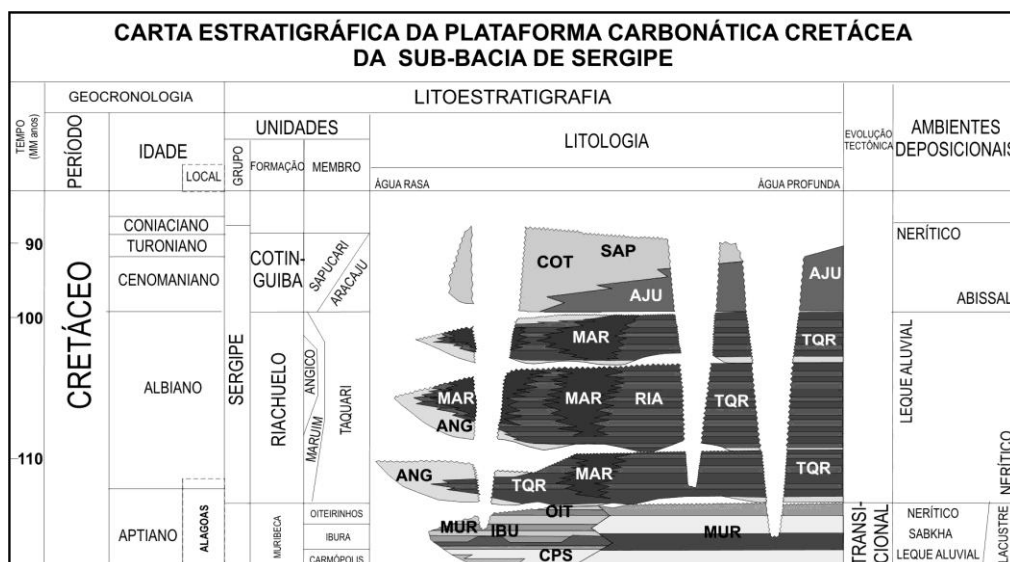 CARTA ESTRATIGRÁFICA DA PLATAFORMA CARBONÁTICA CRETÁCEA
DA SUB-BACIA DE SERGIPE
TEMPO
(MM anos)
GEOCRONOLOGIA
PERÍODO
IDADE
LOCAL
LITOESTRATIGRAFIA
UNIDADES
GRUPO
FORMAÇÃO
MEMBRO
LITOLOGIA
ÁGUA RASA
ÁGUA PROFUNDA
EVOLUÇÃO
TECTÔNICA
AMBIENTES
DEPOSICIONAIS
90
100
110
CRETÁCEO
CONIACIANO
TURONIANO
CENOMANIANO
ALBIANO
APTIANO
ALAGOAS
SERGIPE
COTIN-
GUIBA
RIACHUELO
MURIBECA
SAPUCARI
ARACAJU
ANGICO
MARUIM
TAQUARI
OITEIRINHOS
IBURA
CARMÓPOLIS
COT
SAP
AJU
AJU
MAR
TQR
MAR
ANG
MAR
RIA
TQR
ANG
TQR
MAR
TQR
OIT
MUR
IBU
MUR
CPS
TRANSI-
CIONAL
NERÍTICO
ABISSAL
LEQUE ALUVIAL
NERÍTICO
NERÍTICO
SABKHA
LEQUE ALUVIAL
LACUSTRE